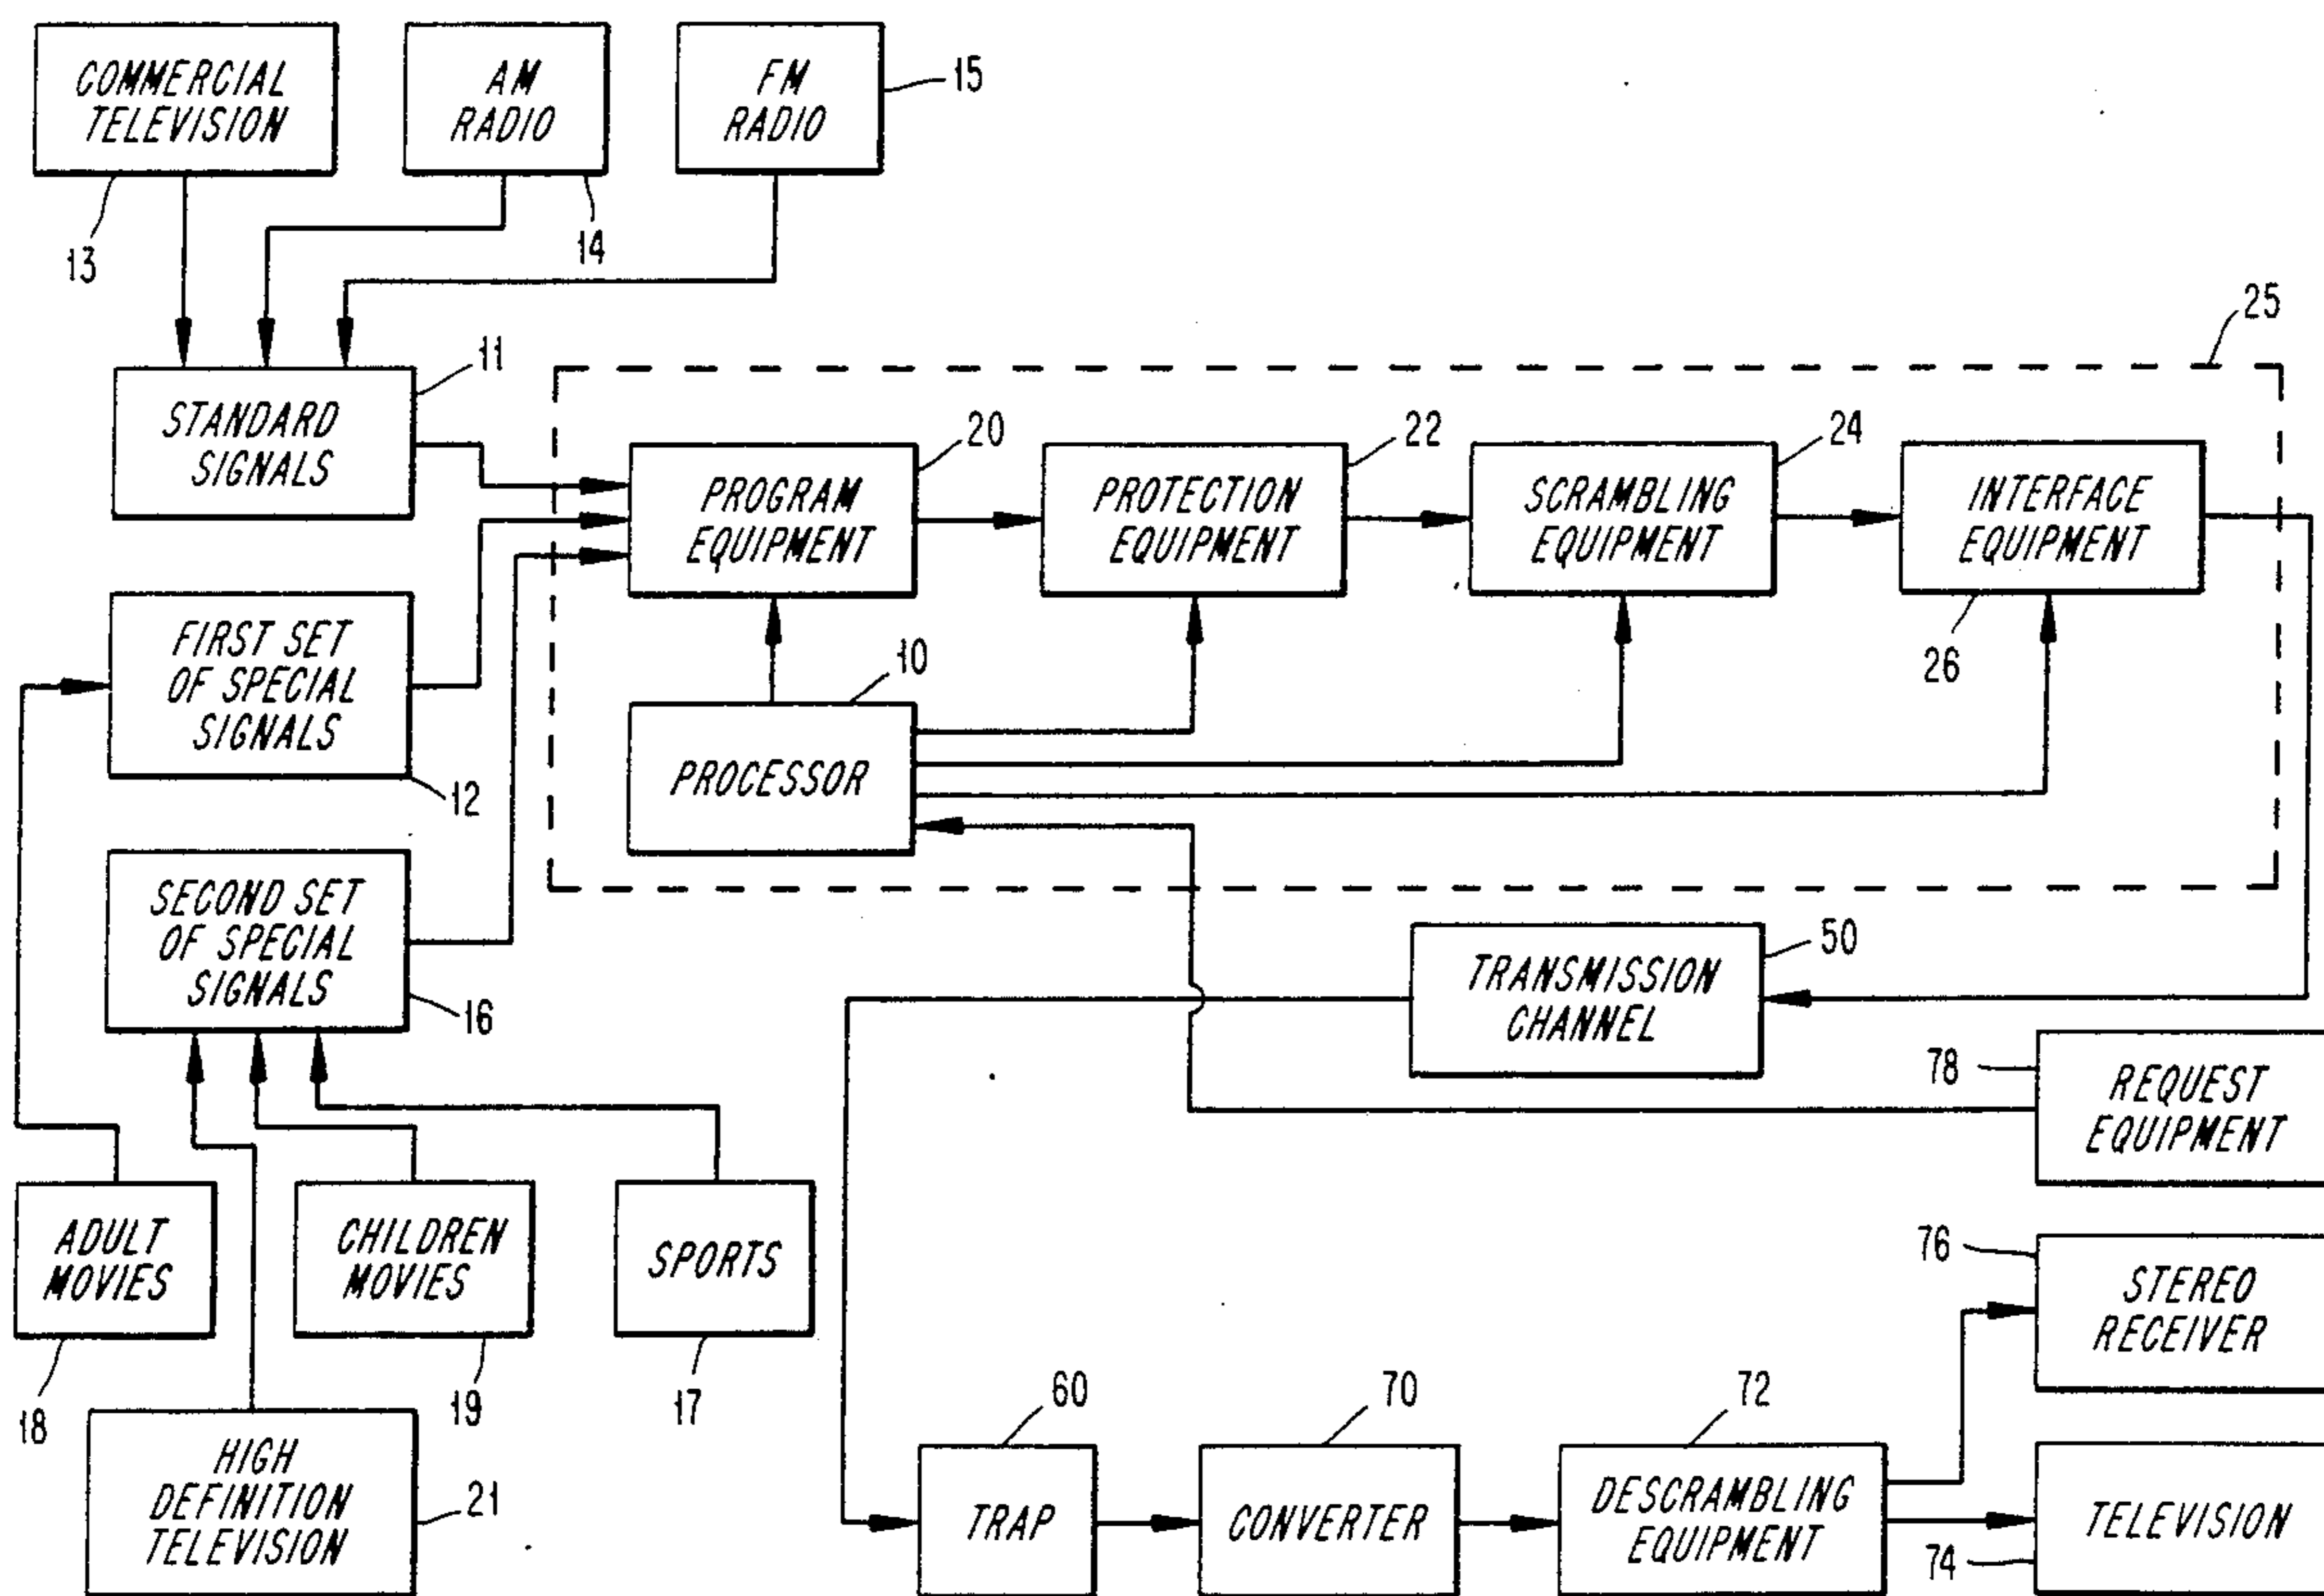 COMMERCIAL
TELEVISION
13
AM
RADIO
14
FM
RADIO
15
STANDARD
SIGNALS
11
25
PROGRAM
EQUIPMENT
20
PROTECTION
EQUIPMENT
22
SCRAMBLING
EQUIPMENT
24
INTERFACE
EQUIPMENT
26
FIRST SET
OF SPECIAL
SIGNALS
12
PROCESSOR
10
SECOND SET
OF SPECIAL
SIGNALS
16
TRANSMISSION
CHANNEL
50
REQUEST
EQUIPMENT
78
ADULT
MOVIES
18
CHILDREN
MOVIES
19
SPORTS
17
STEREO
RECEIVER
76
HIGH
DEFINITION
TELEVISION
21
TRAP
60
CONVERTER
70
DESCRAMBLING
EQUIPMENT
72
TELEVISION
74